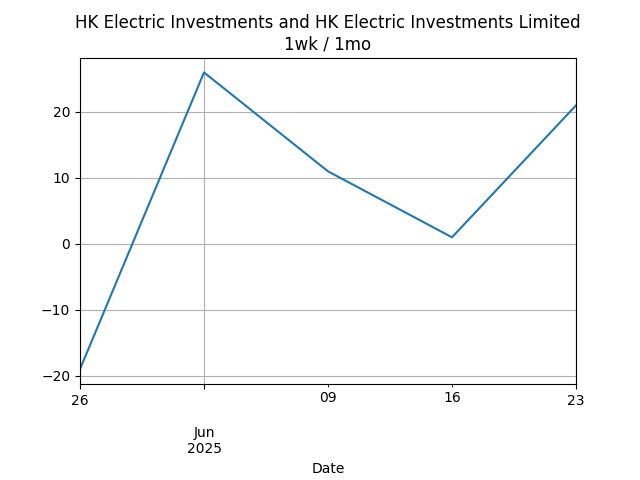 HK Electric Investments and HK Electric Investments Limited
1wk / 1mo
20
10
0
−10
−20
26
Jun
2025
09
16
23
Date